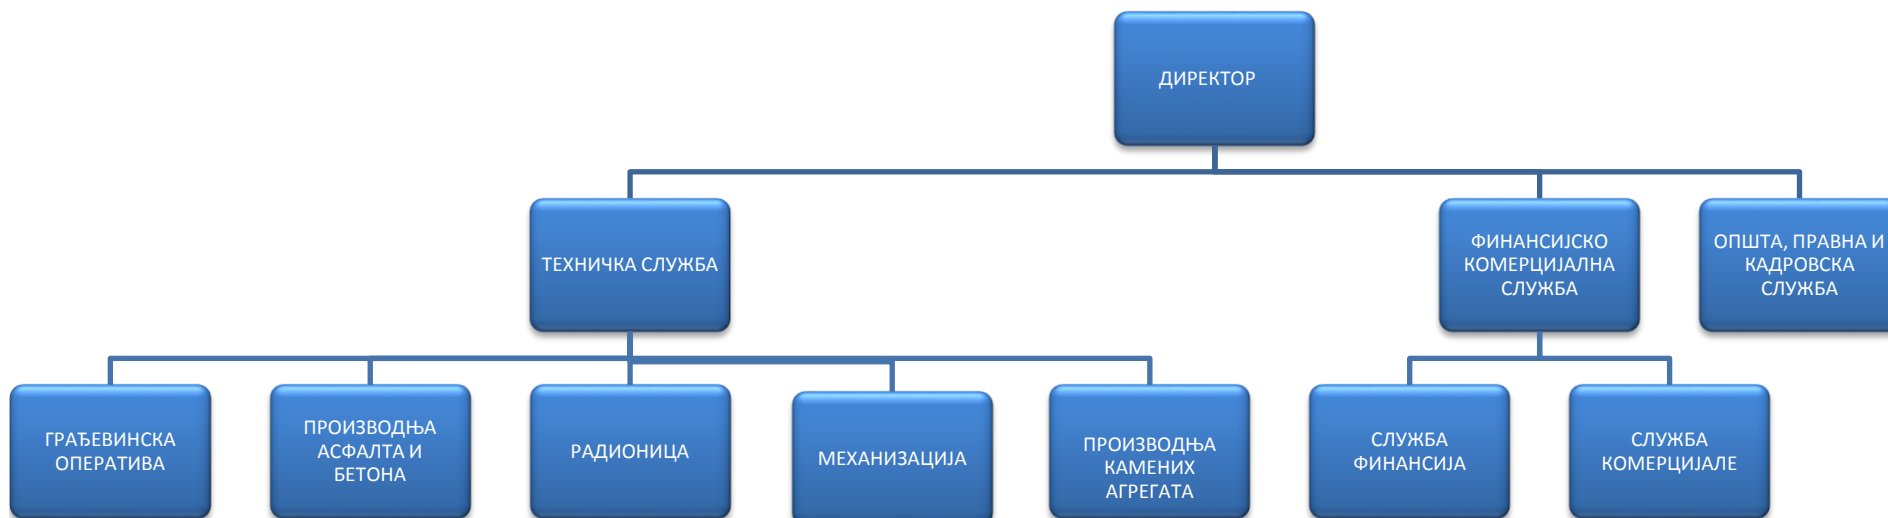 ДИРЕКТОР
ТЕХНИЧКА СЛУЖБА
ФИНАНСИЈСКО
КОМЕРЦИЈАЛНА
СЛУЖБА
ОПШТА, ПРАВНА И
КАДРОВСКА
СЛУЖБА
ГРАЂЕВИНСКА
ОПЕРАТИВА
ПРОИЗВОДЊА
АСФАЛТА И
БЕТОНА
РАДИОНИЦА
МЕХАНИЗАЦИЈА
ПРОИЗВОДЊА
КАМЕНИХ
АГРЕГАТА
СЛУЖБА
ФИНАНСИЈА
СЛУЖБА
КОМЕРЦИЈАЛЕ